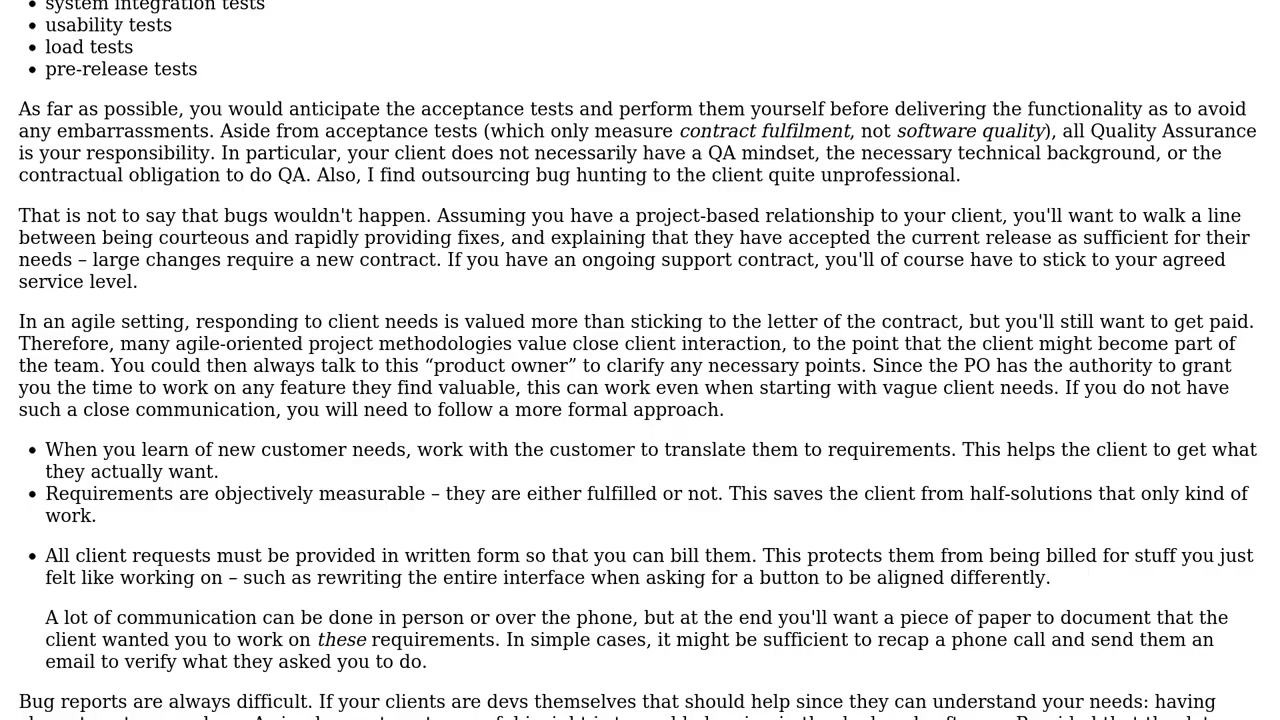 system integration tests
usability tests
load tests
pre-release tests
As far as possible, you would anticipate the acceptance tests and perform them yourself before delivering the functionality as to avoid
any embarrassments. Aside from acceptance tests (which only measure contract fulfilment, not software quality), all Quality Assurance
is your responsibility. In particular, your client does not necessarily have a QA mindset, the necessary technical background, or the
contractual obligation to do QA. Also, I find outsourcing bug hunting to the client quite unprofessional.
That is not to say that bugs wouldn't happen. Assuming you have a project-based relationship to your client, you'll want to walk a line
between being courteous and rapidly providing fixes, and explaining that they have accepted the current release as sufficient for their
needs – large changes require a new contract. If you have an ongoing support contract, you'll of course have to stick to your agreed
service level.
In an agile setting, responding to client needs is valued more than sticking to the letter of the contract, but you'll still want to get paid.
Therefore, many agile-oriented project methodologies value close client interaction, to the point that the client might become part of
the team. You could then always talk to this “product owner” to clarify any necessary points. Since the PO has the authority to grant
you the time to work on any feature they find valuable, this can work even when starting with vague client needs. If you do not have
such a close communication, you will need to follow a more formal approach.
When you learn of new customer needs, work with the customer to translate them to requirements. This helps the client to get what
they actually want.
Requirements are objectively measurable – they are either fulfilled or not. This saves the client from half-solutions that only kind of
work.
All client requests must be provided in written form so that you can bill them. This protects them from being billed for stuff you just
felt like working on – such as rewriting the entire interface when asking for a button to be aligned differently.
A lot of communication can be done in person or over the phone, but at the end you'll want a piece of paper to document that the
client wanted you to work on these requirements. In simple cases, it might be sufficient to recap a phone call and send them an
email to verify what they asked you to do.
Bug reports are always difficult. If your clients are devs themselves that should help since they can understand your needs: having